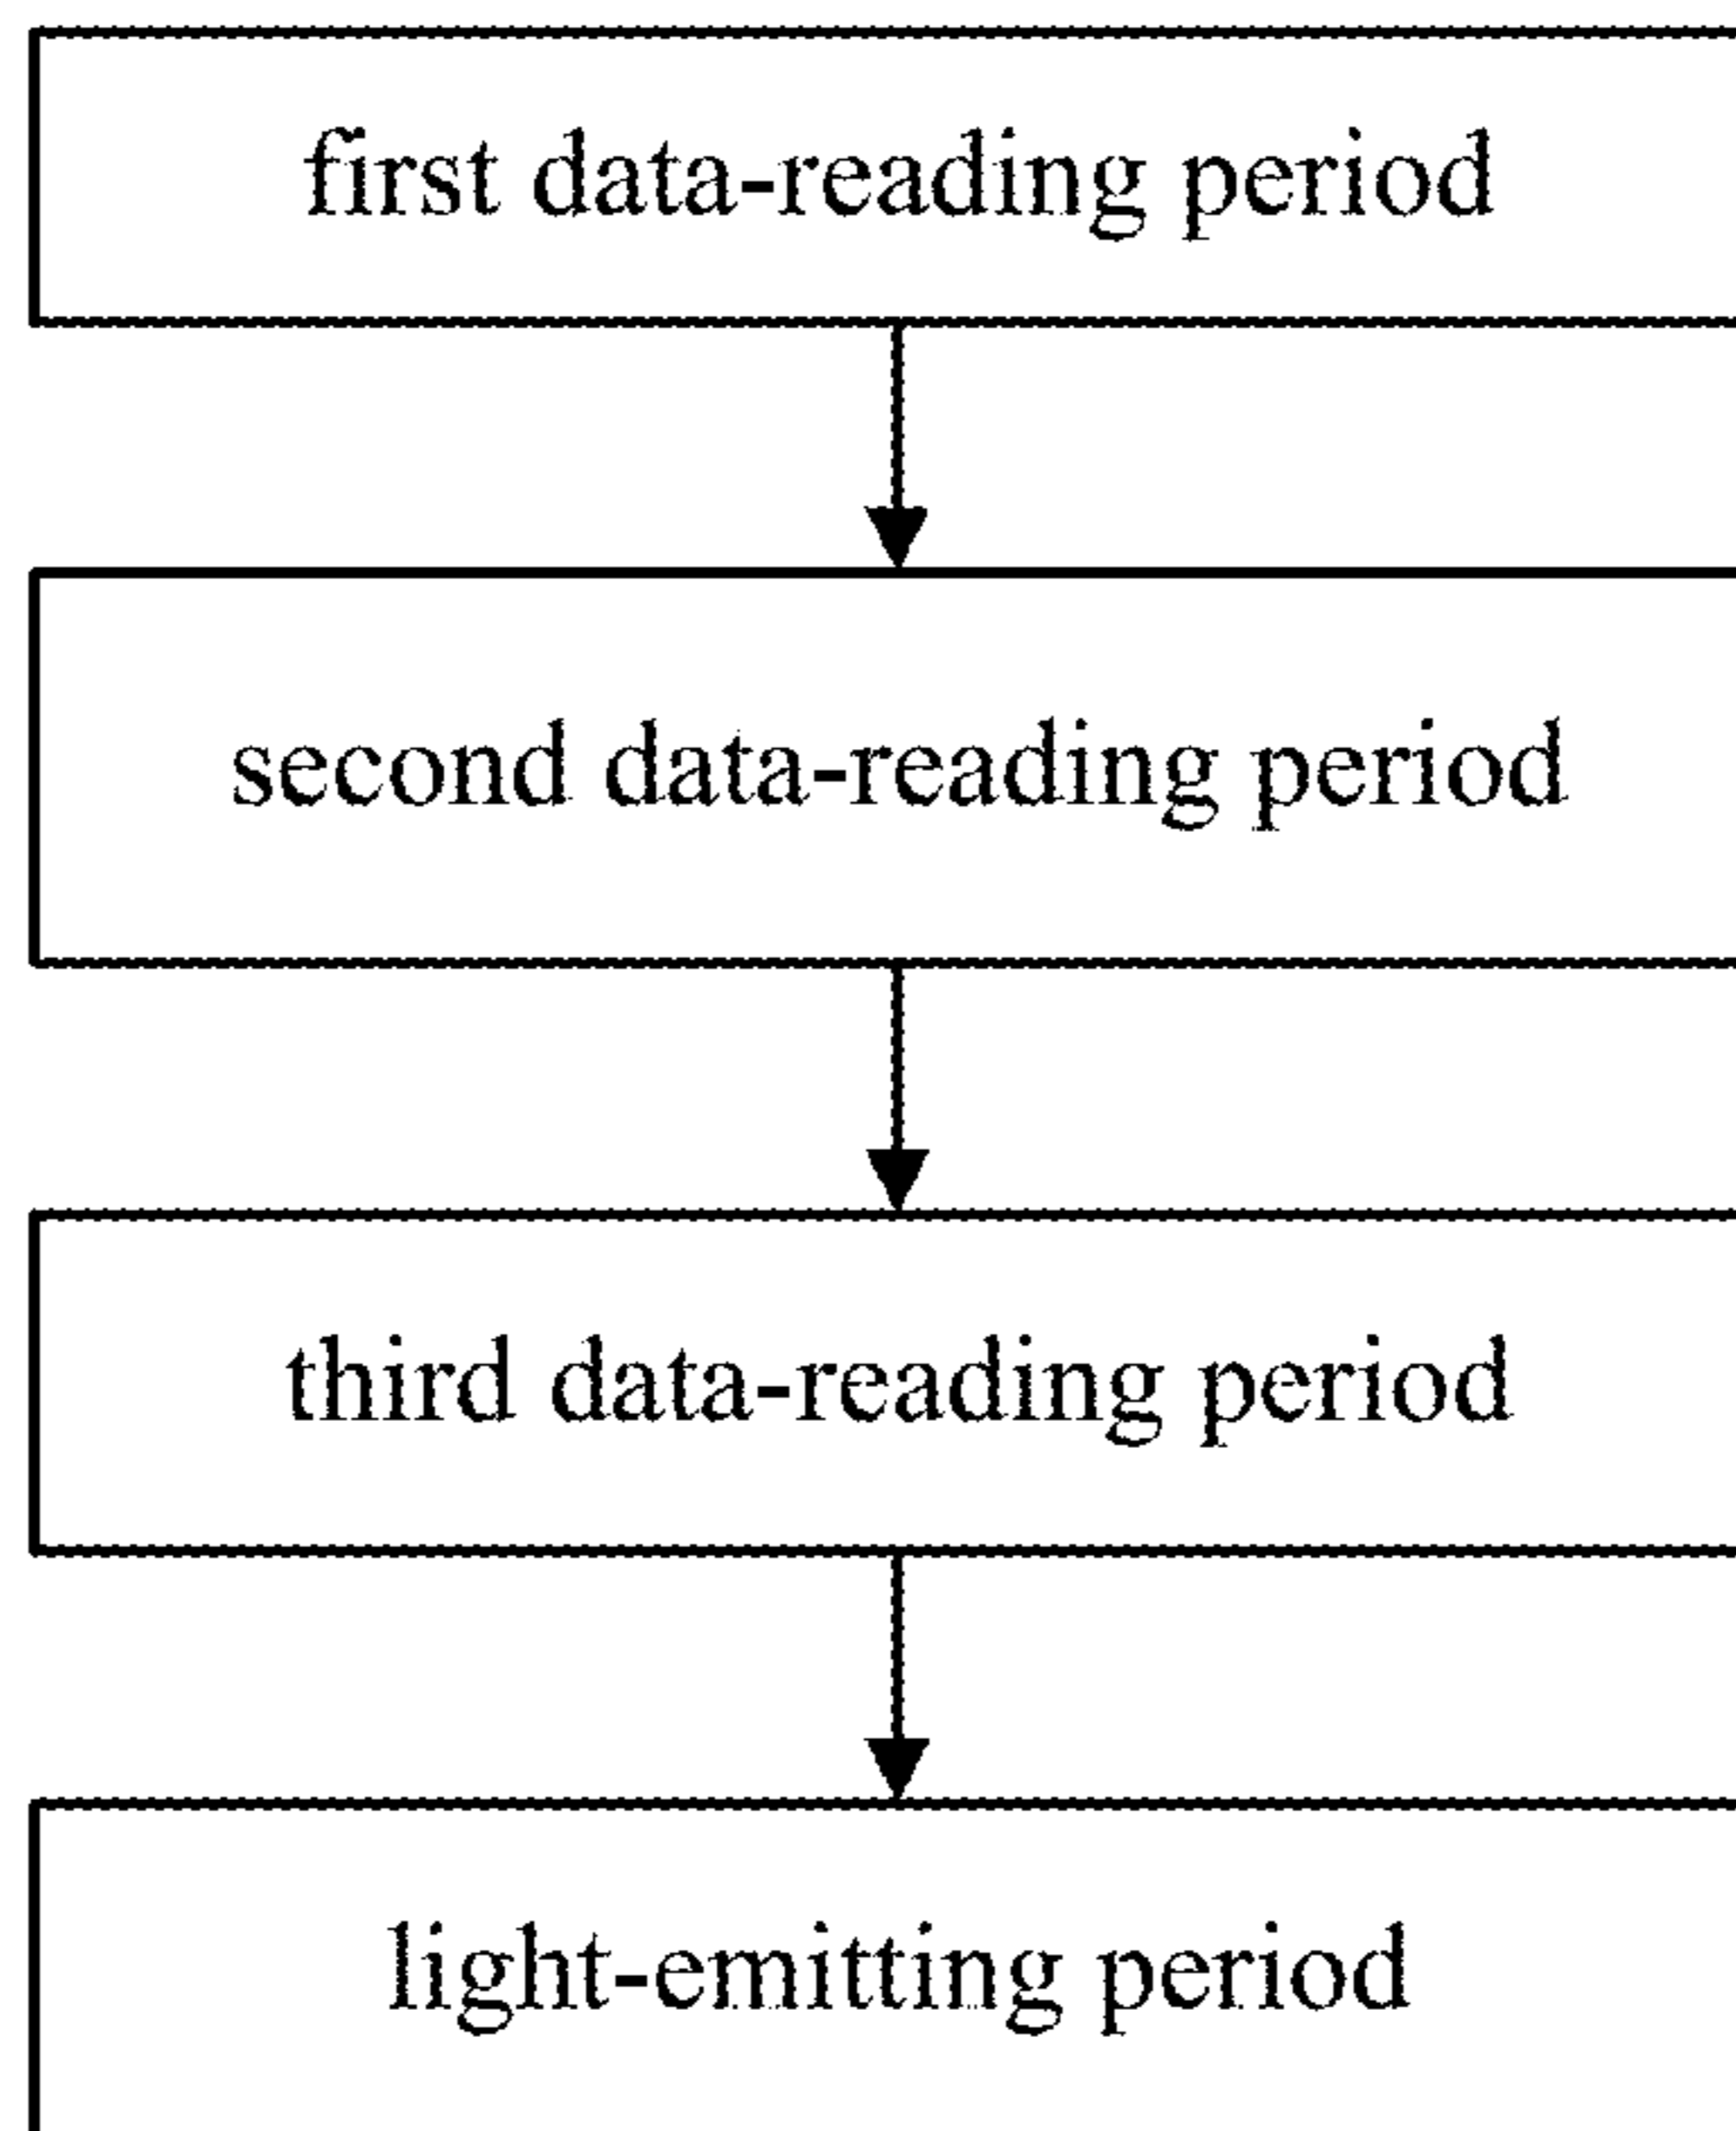 first data-reading period
second data-reading period
third data-reading period
light-emitting period